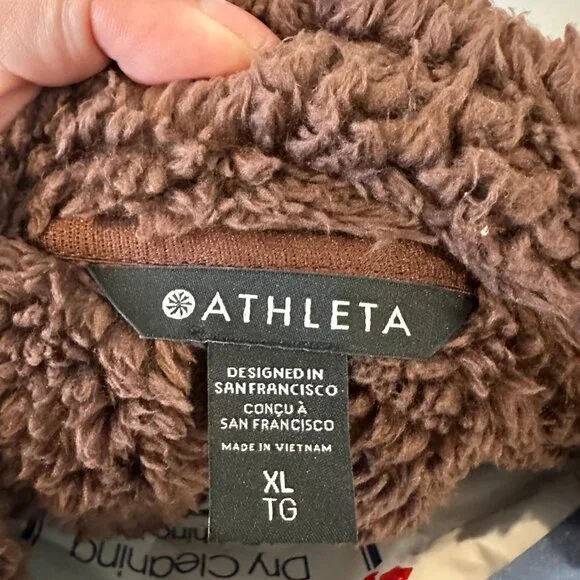 ATHLETA
DESIGNED IN
SAN FRANCISCO
CONÇU À
SAN FRANCISCO
MADE IN VIETNAM
XL
TG
Dry Cleaning